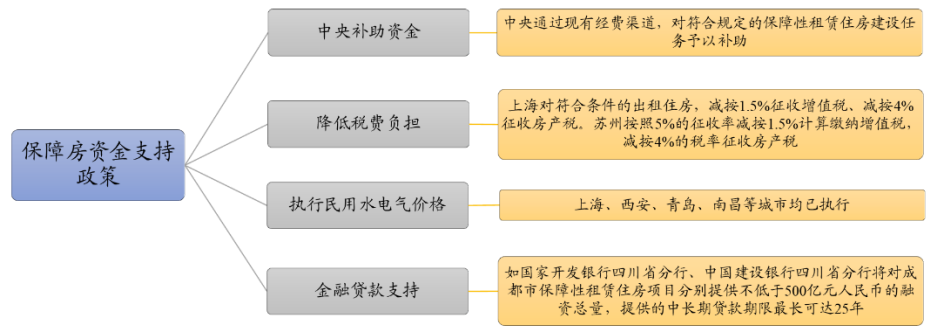 保障房资金支持
政策
中央补助资金
中央通过现有经费渠道，对符合规定的保障性租赁住房建设任
务予以补助
降低税费负担
上海对符合条件的出租住房，减按1.5%征收增值税、减按4%
征收房产税。苏州按照5%的征收率减按1.5%计算缴纳增值税，
减按4%的税率征收房产税
执行民用水电气价格
上海、西安、青岛、南昌等城市均已执行
金融贷款支持
如国家开发银行四川省分行、中国建设银行四川省分行将对成
都市保障性租赁住房项目分别提供不低于500亿元人民币的融
资总量，提供的中长期贷款期限最长可达25年